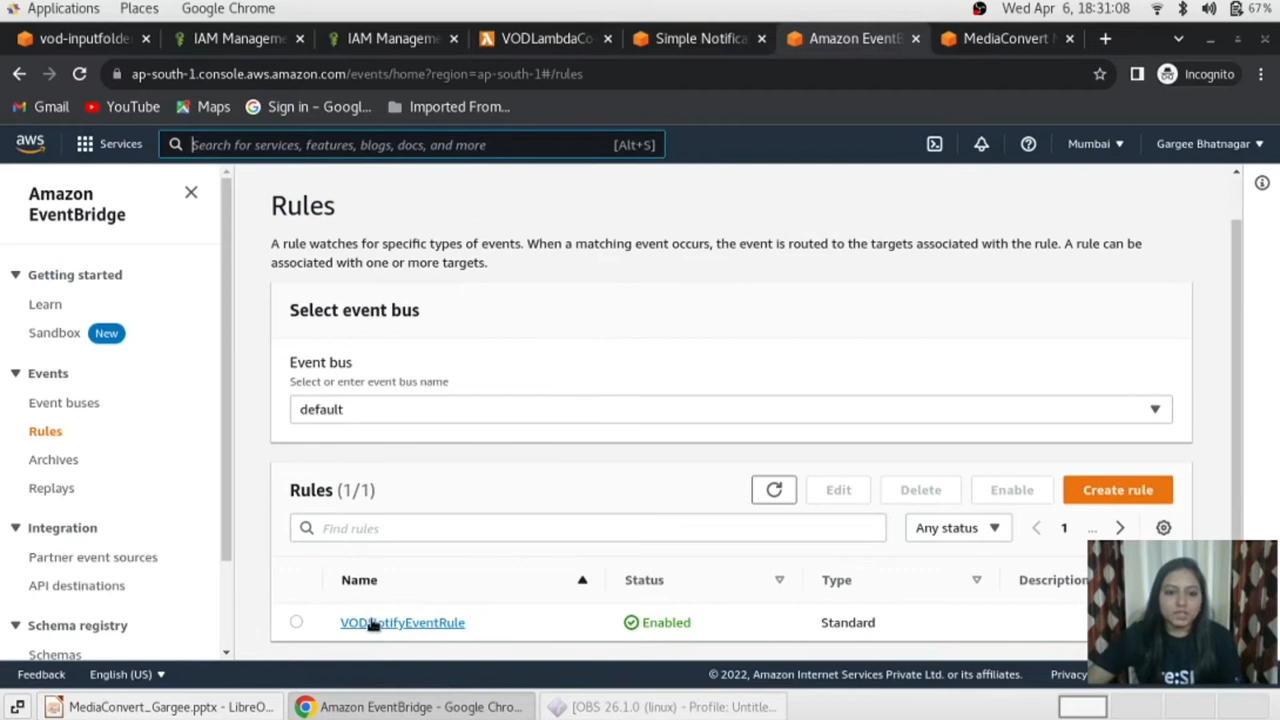 Applications Places Google Chrome Wed Apr 6, 18:31:08 67%
vod-inputfolde IAM Manageme IAM Manageme VODLambdaCo Simple Notifica Amazon EventB MediaConvert
ap-south-1.console.aws.amazon.com/events/home?region=ap-south-1#/rules Incognito
Gmail YouTube Maps Sign in – Googl... Imported From...
aws Services Search for services, features, blogs, docs, and more [Alt+S] Mumbai Gargee Bhatnagar
Amazon
EventBridge
Getting started
Learn
Sandbox New
Events
Event buses
Rules
Archives
Replays
Integration
Partner event sources
API destinations
Schema registry
Schemas
Rules
A rule watches for specific types of events. When a matching event occurs, the event is routed to the targets associated with the rule. A rule can be
associated with one or more targets.
Select event bus
Event bus
Select or enter event bus name
default
Rules (1/1) Edit Delete Enable Create rule
Find rules Any status 1 ...
Name Status Type Description
VODNotifyEventRule Enabled Standard
re:S
Feedback English (US) © 2022, Amazon Internet Services Private Ltd. or its affiliates. Privacy
MediaConvert_Gargee.pptx - LibreO... Amazon EventBridge - Google Chro... [OBS 26.1.0 (linux) - Profile: Untitle...